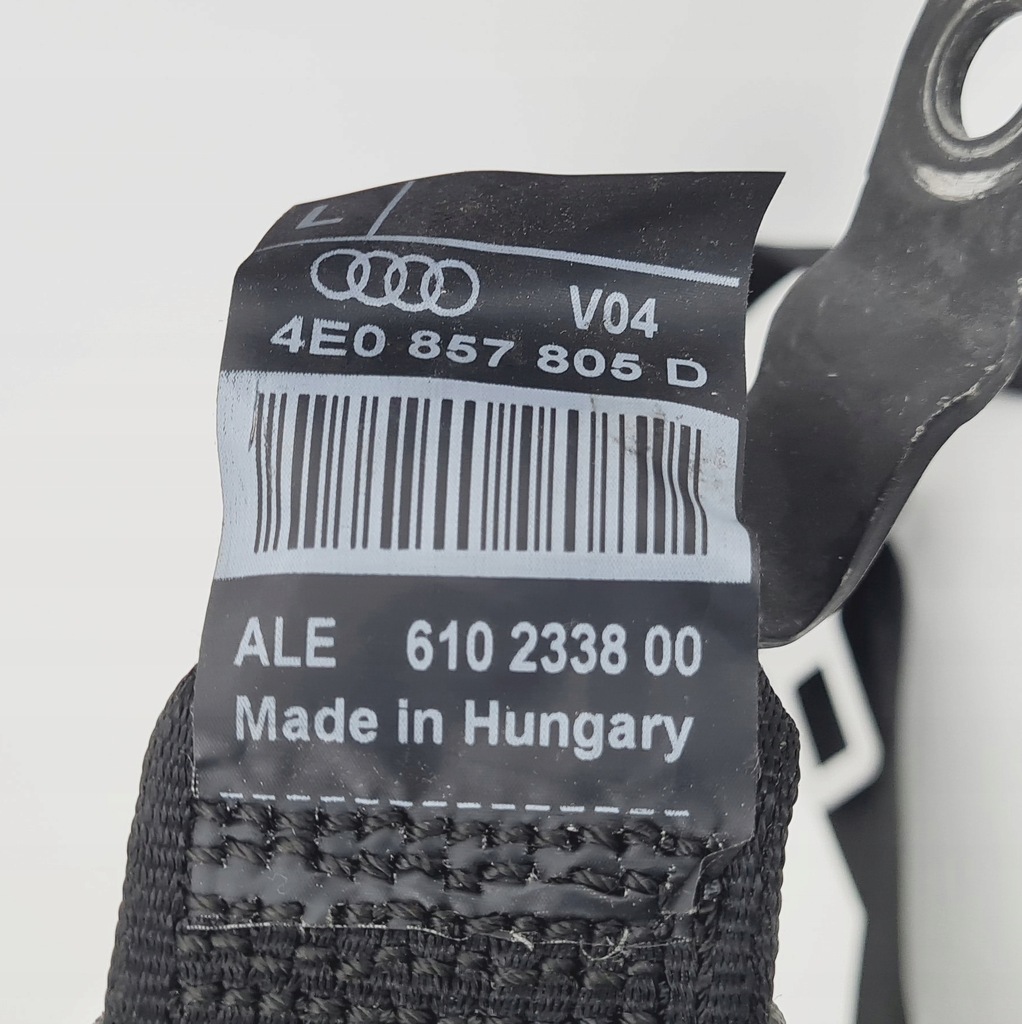 L
V04
4E0 857 805 D
ALE 610 2338 00
Made in Hungary